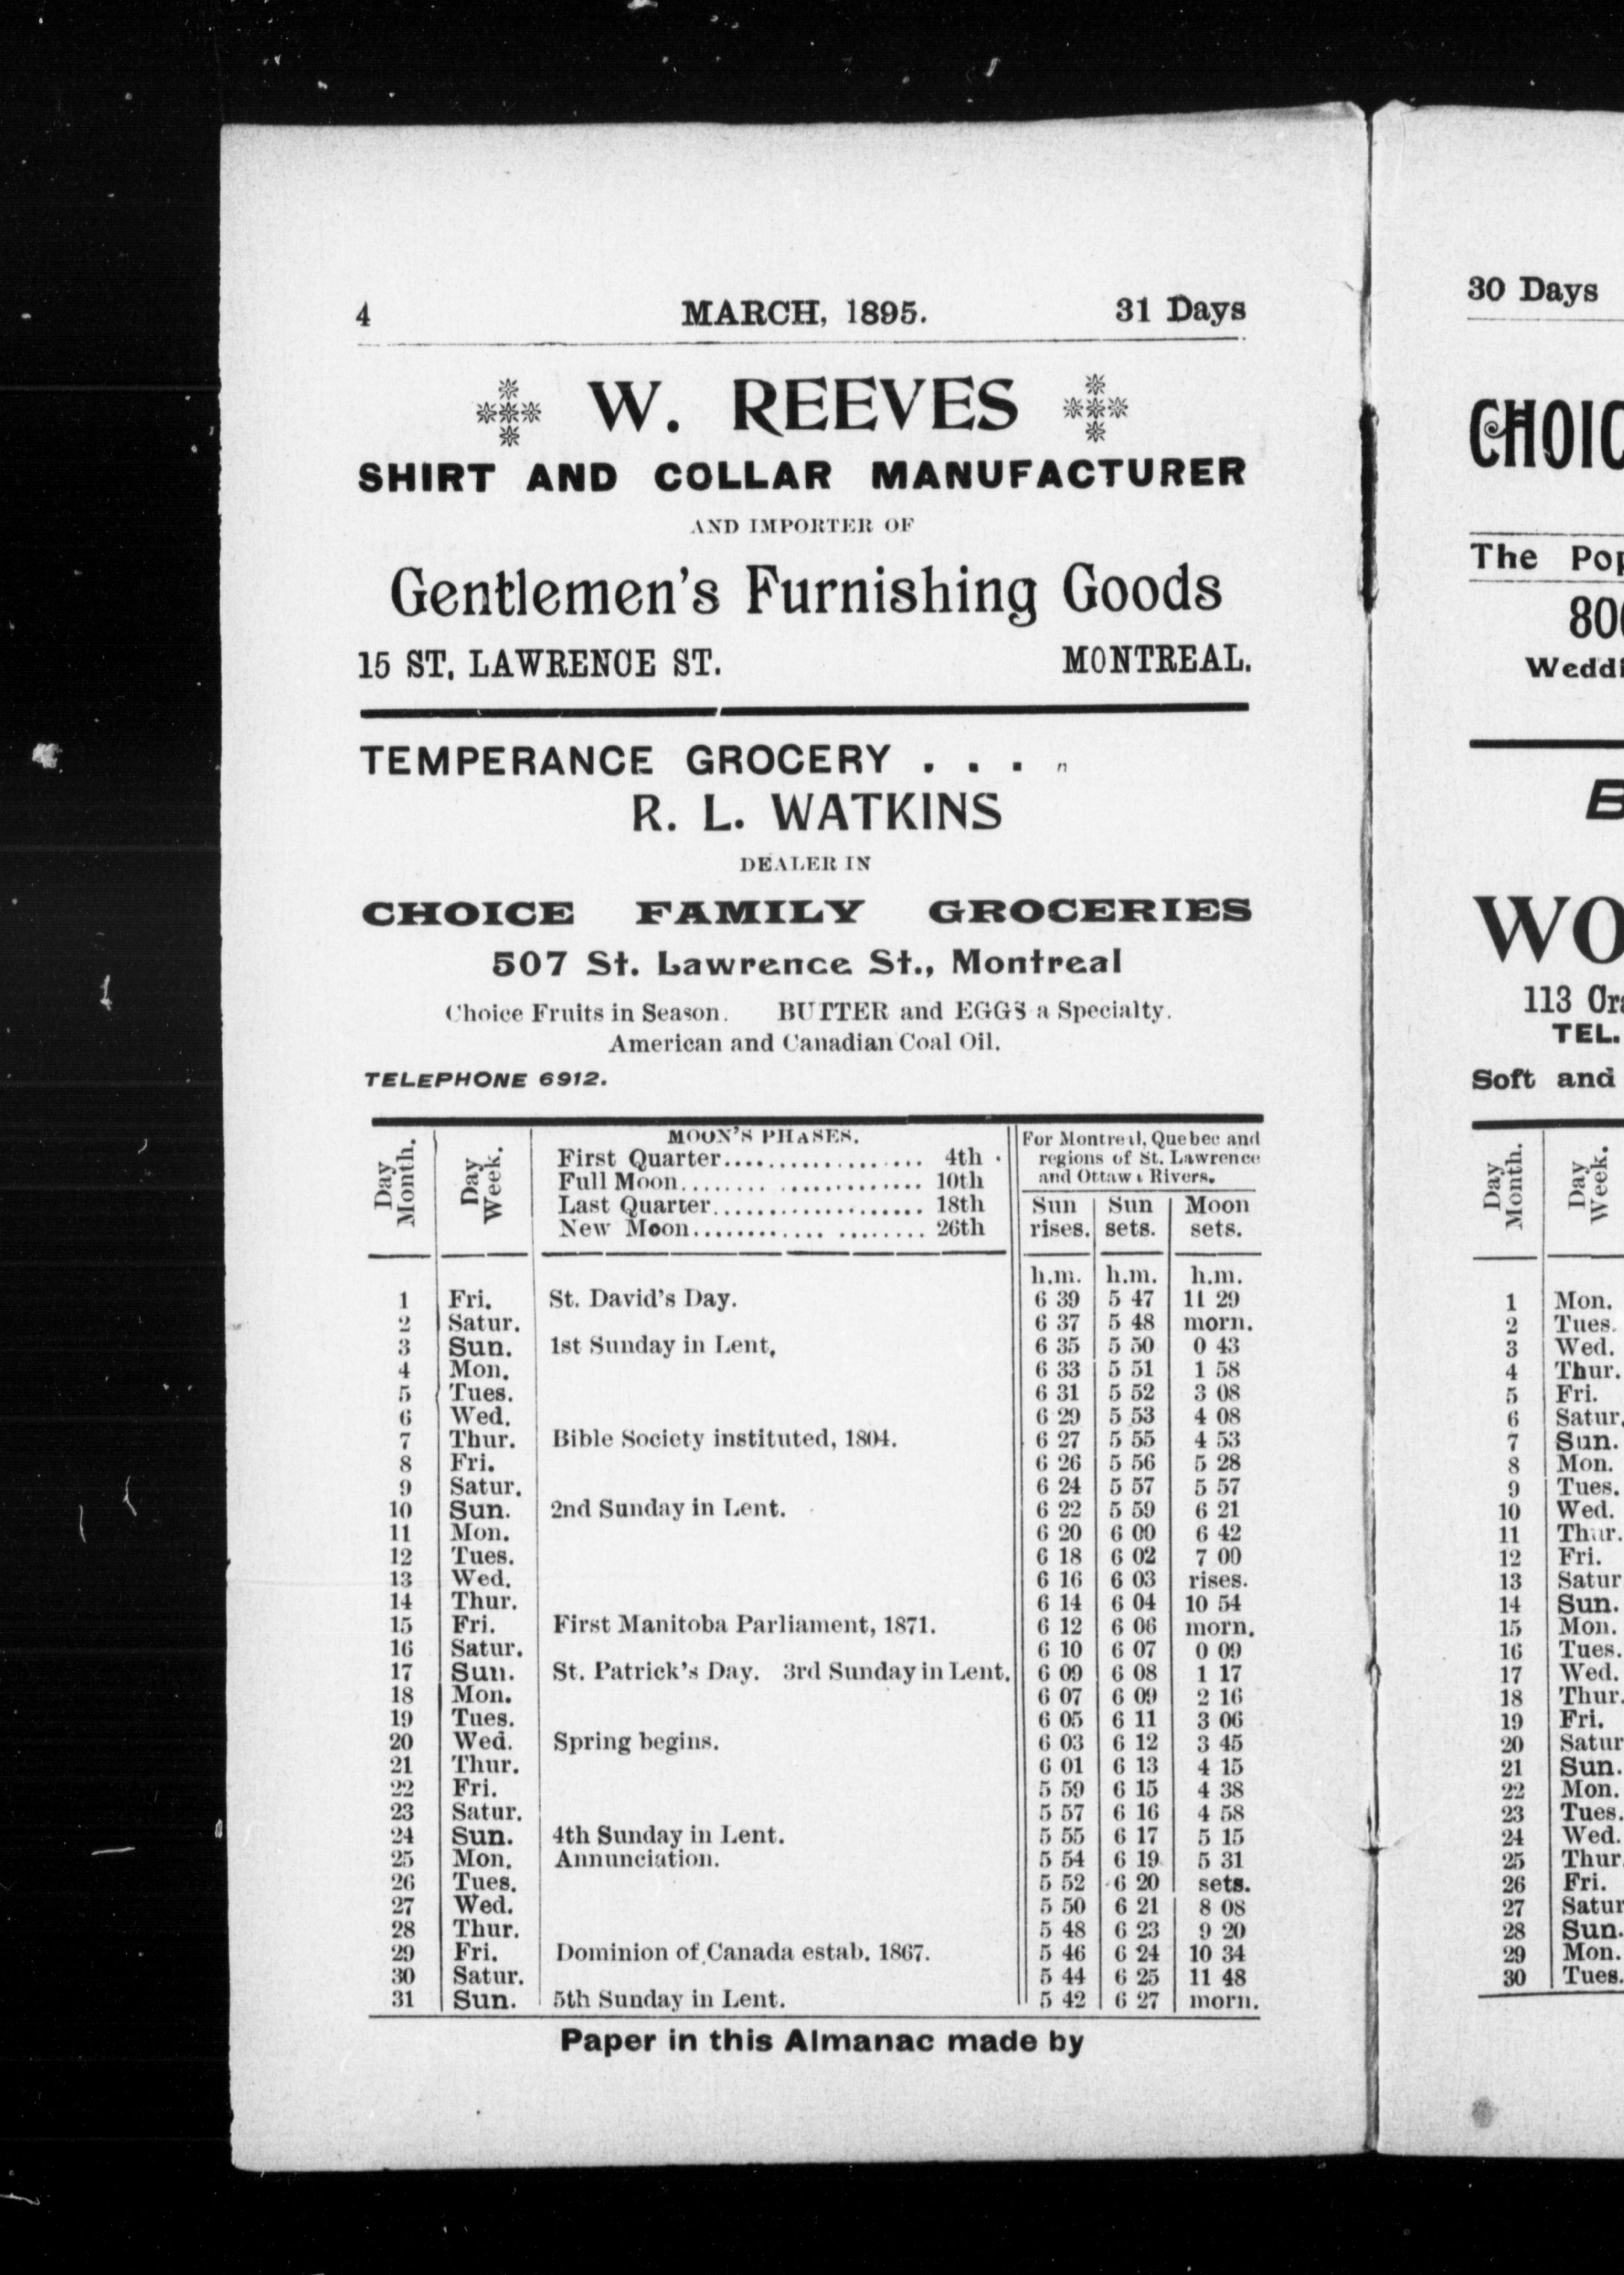 4 MARCH, 1895. 31 Days
W. REEVES
SHIRT AND COLLAR MANUFACTURER
AND IMPORTER OF
Gentlemen's Furnishing Goods
15 ST. LAWRENCE ST. MONTREAL.
TEMPERANCE GROCERY . . . .
R. L. WATKINS
DEALER IN
CHOICE FAMILY GROCERIES
507 St. Lawrence St., Montreal
Choice Fruits in Season. BUTTER and EGGS a Specialty.
American and Canadian Coal Oil.
TELEPHONE 6912.
Day Month.
Day Week.
MOON'S PHASES.
First Quarter.................. 4th
Full Moon.................... 10th
Last Quarter.................... 18th
New Moon.................... 26th
For Montreal, Quebec and
regions of St. Lawrence
and Ottawa Rivers.
Sun rises. Sun sets. Moon sets.
h.m. h.m. h.m.
1 Fri. St. David's Day. 6 39 5 47 11 29
2 Satur. 6 37 5 48 morn.
3 Sun. 1st Sunday in Lent. 6 35 5 50 0 43
4 Mon. 6 33 5 51 1 58
5 Tues. 6 31 5 52 3 08
6 Wed. 6 29 5 53 4 08
7 Thur. Bible Society instituted, 1804. 6 27 5 55 4 53
8 Fri. 6 26 5 56 5 28
9 Satur. 6 24 5 57 5 57
10 Sun. 2nd Sunday in Lent. 6 22 5 59 6 21
11 Mon. 6 20 6 00 6 42
12 Tues. 6 18 6 02 7 00
13 Wed. 6 16 6 03 rises.
14 Thur. 6 14 6 04 10 54
15 Fri. First Manitoba Parliament, 1871. 6 12 6 06 morn.
16 Satur. 6 10 6 07 0 09
17 Sun. St. Patrick's Day. 3rd Sunday in Lent. 6 09 6 08 1 17
18 Mon. 6 07 6 09 2 16
19 Tues. 6 05 6 11 3 06
20 Wed. Spring begins. 6 03 6 12 3 45
21 Thur. 6 01 6 13 4 15
22 Fri. 5 59 6 15 4 38
23 Satur. 5 57 6 16 4 58
24 Sun. 4th Sunday in Lent. 5 55 6 17 5 15
25 Mon. Annunciation. 5 54 6 19 5 31
26 Tues. 5 52 6 20 sets.
27 Wed. 5 50 6 21 8 08
28 Thur. 5 48 6 23 9 20
29 Fri. Dominion of Canada estab. 1867. 5 46 6 24 10 34
30 Satur. 5 44 6 25 11 48
31 Sun. 5th Sunday in Lent. 5 42 6 27 morn.
Paper in this Almanac made by
30 Days
The
TEL.
Soft and
Day Month.
Day Week.
1 Mon.
2 Tues.
3 Wed.
4 Thur.
5 Fri.
6 Satur.
7 Sun.
8 Mon.
9 Tues.
10 Wed.
11 Thur.
12 Fri.
13 Satur
14 Sun.
15 Mon.
16 Tues.
17 Wed.
18 Thur.
19 Fri.
20 Satur
21 Sun.
22 Mon.
23 Tues.
24 Wed.
25 Thur
26 Fri.
27 Satur
28 Sun.
29 Mon.
30 Tues.